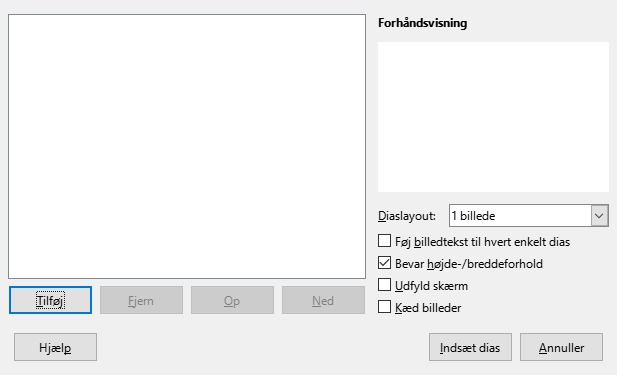 Forhåndsvisning
Diaslayout: 1 billede
Føj billedtekst til hvert enkelt dias
Bevar højde-/breddeforhold
Udfyld skærm
Kæd billeder
Tilføj Fjern Op Ned
Hjælp Indsæt dias Annuller